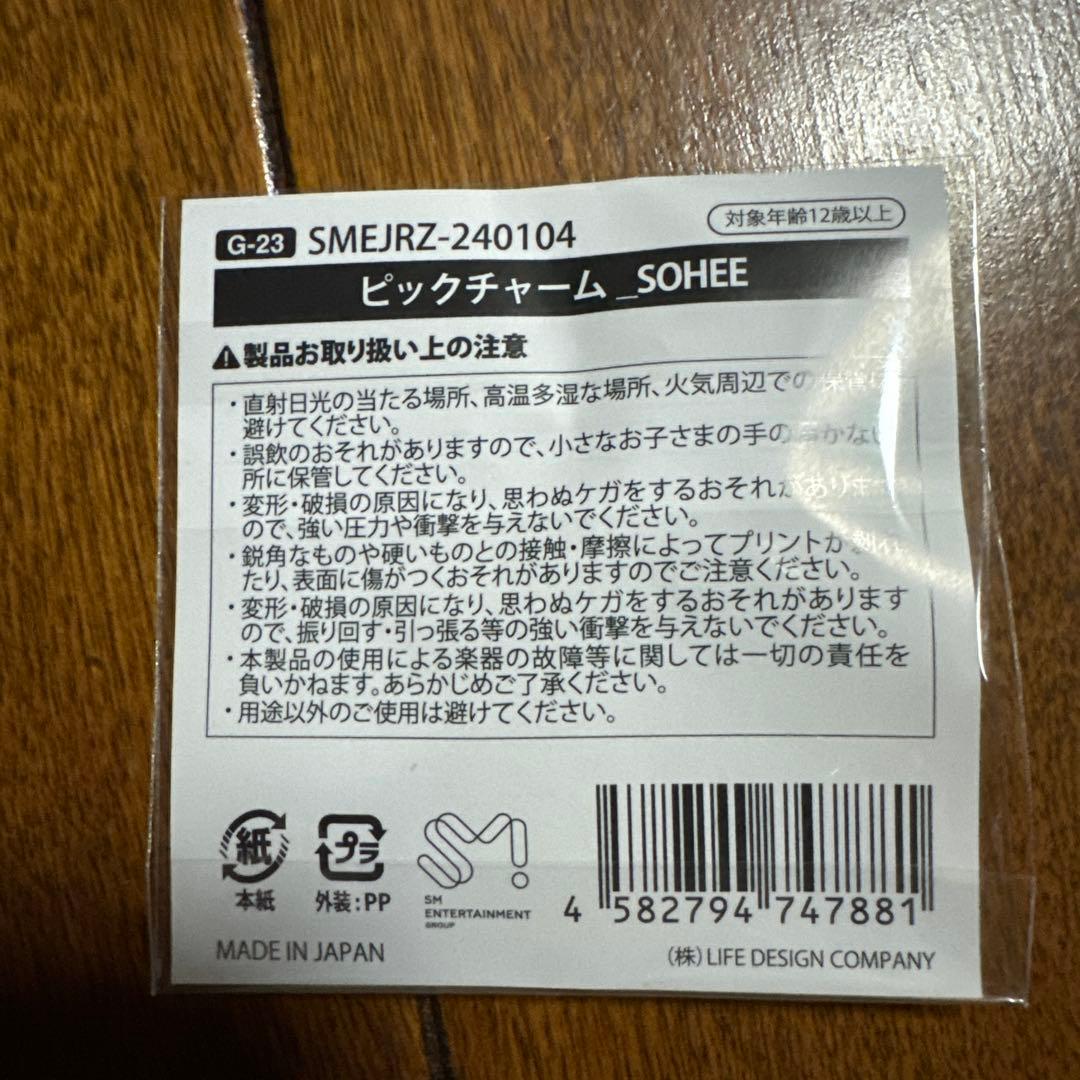 G-23 SMEJRZ-240104
対象年齢12歳以上
ピックチャーム_SOHEE
製品お取り扱い上の注意
・直射日光の当たる場所、高温多湿な場所、火気周辺での保管は
避けてください。
・誤飲のおそれがありますので、小さなお子さまの手の届かない
所に保管してください。
・変形・破損の原因になり、思わぬケガをするおそれがあります
ので、強い圧力や衝撃を与えないでください。
・鋭角なものや硬いものとの接触・摩擦によってプリントが剥がれ
たり、表面に傷がつくおそれがありますのでご注意ください。
・変形・破損の原因になり、思わぬケガをするおそれがあります
ので、振り回す・引っ張る等の強い衝撃を与えないでください。
・本製品の使用による楽器の故障等に関しては一切の責任を
負いかねます。あらかじめご了承ください。
・用途以外のご使用は避けてください。
紙
本紙
プラ
外装:PP
SM
SM
ENTERTAINMENT
GROUP
4 582794 747881
MADE IN JAPAN
(株)LIFE DESIGN COMPANY